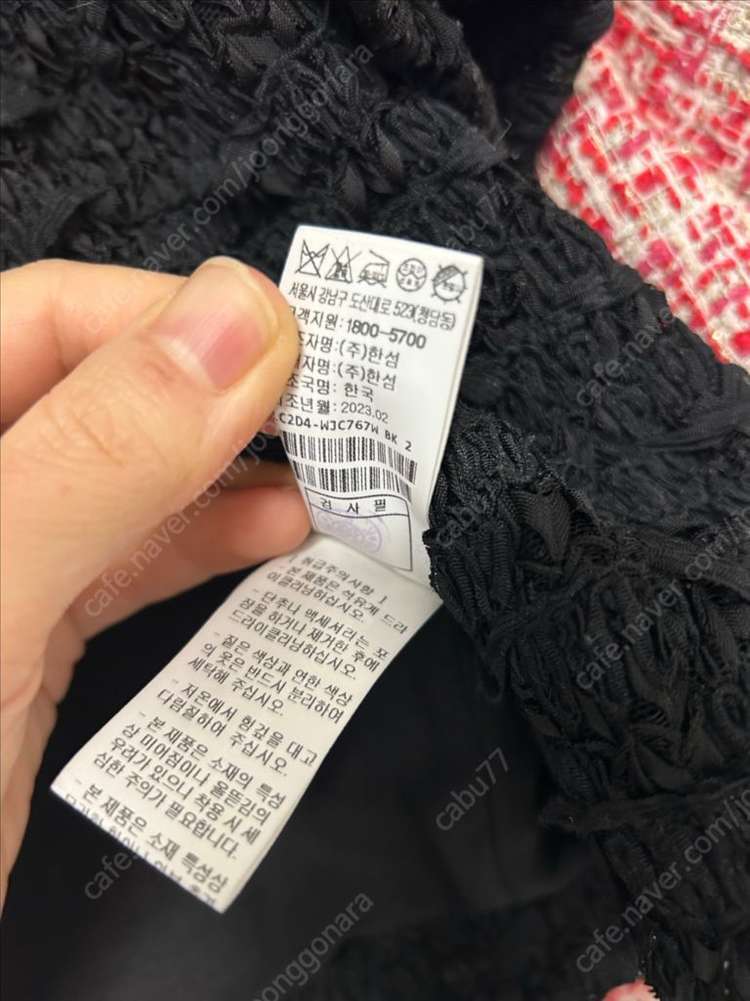 서울시 강남구 도산대로 523(청담동)
객지원 : 1800-5700
조자명 : (주)한섬
자명 : (주)한섬
조국명 : 한국
조년월 : 2023.02
C2D4-WJC767W BK 2
검 사 필
취급주의사항 1
- 본 제품은 석유계 드라
이클리닝하십시오.
- 단추나 액세서리는 포
장을 하거나 제거한 후에
드라이클리닝하십시오.
- 짙은 색상과 연한 색상
의 옷은 반드시 분리하여
세탁해 주십시오.
- 저온에서 헝겊을 대고
다림질하여 주십시오.
- 본 제품은 소재의 특성
상 미어짐이나 올뜯김의
우려가 있으니 착용 시 세
심한 주의가 필요합니다.
- 본 제품은 소재 특성상
cafe.naver.com/joonggonara
cabu77
cafe.naver.com/joonggonara
cabu77